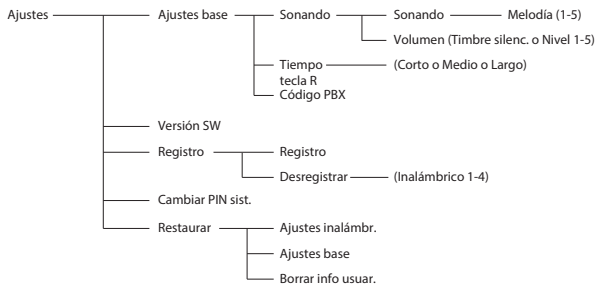 Ajustes Ajustes base Sonando Sonando Melodía (1-5)
Volumen (Timbre silenc. o Nivel 1-5)
Tiempo (Corto o Medio o Largo)
tecla R
Código PBX
Versión SW
Registro Registro
Desregistrar (Inalámbrico 1-4)
Cambiar PIN sist.
Restaurar Ajustes inalámbr.
Ajustes base
Borrar info usuar.